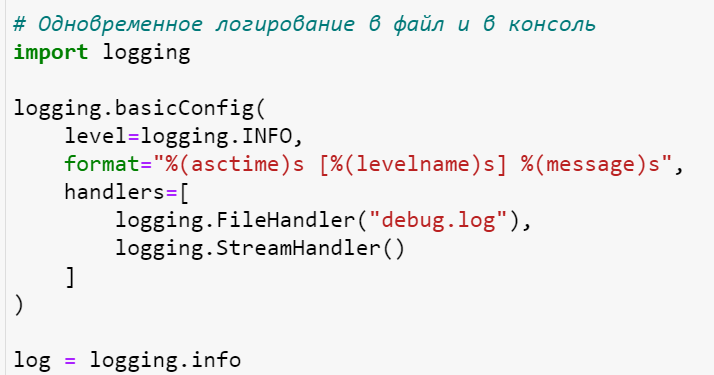 # Одновременное логирование в файл и в консоль
import logging

logging.basicConfig(
    level=logging.INFO,
    format="%(asctime)s [%(levelname)s] %(message)s",
    handlers=[
        logging.FileHandler("debug.log"),
        logging.StreamHandler()
    ]
)

log = logging.info